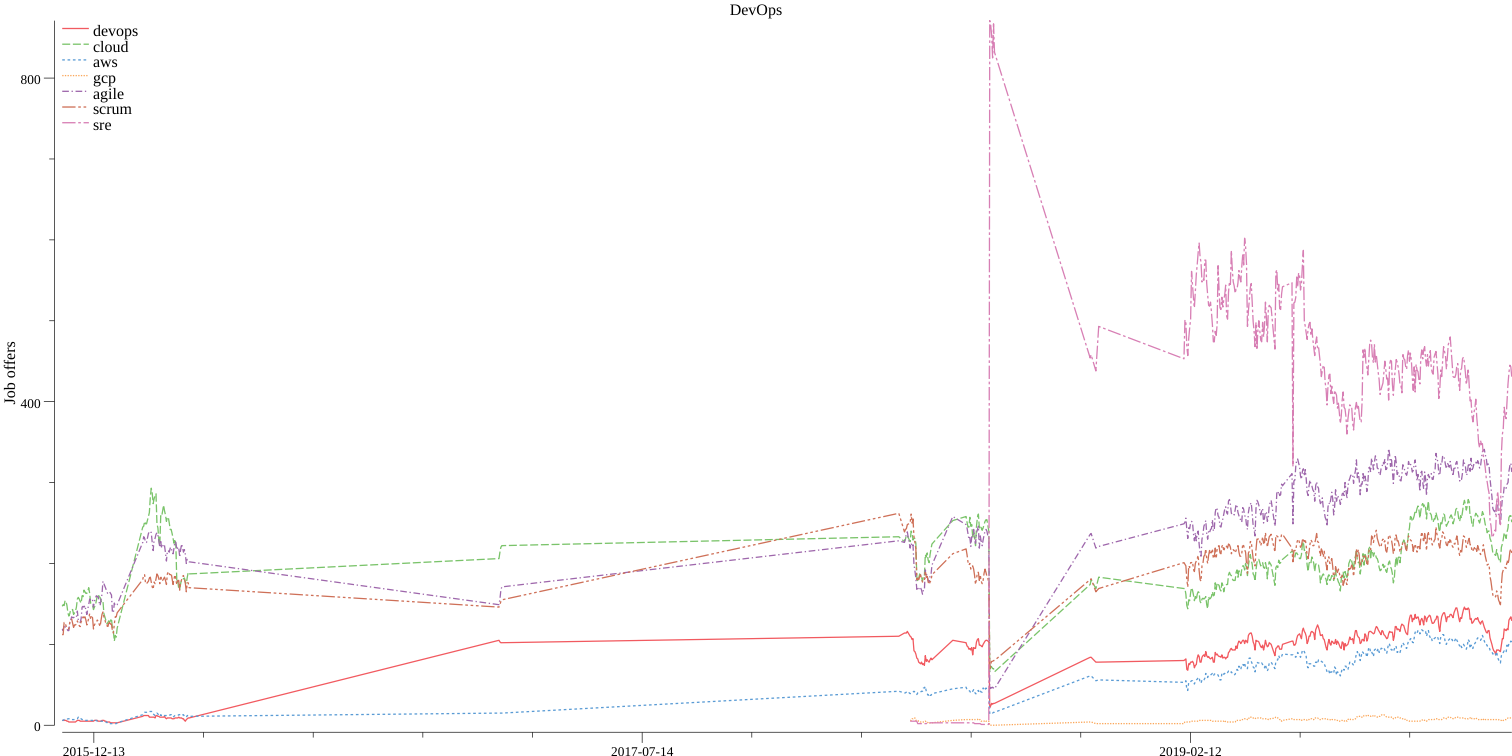 DevOps
devops
cloud
aws
gcp
agile
scrum
sre
Job offers
800
400
0
2015-12-13
2017-07-14
2019-02-12